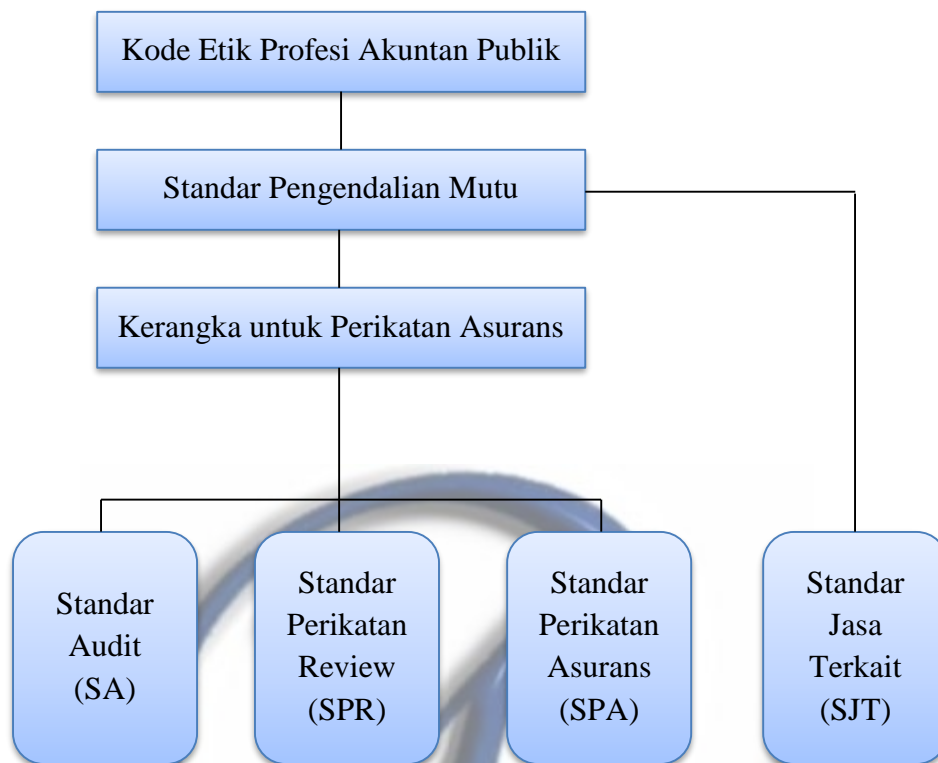 Kode Etik Profesi Akuntan Publik
Standar Pengendalian Mutu
Kerangka untuk Perikatan Asurans
Standar
Audit
(SA)
Standar
Perikatan
Review
(SPR)
Standar
Perikatan
Asurans
(SPA)
Standar
Jasa
Terkait
(SJT)